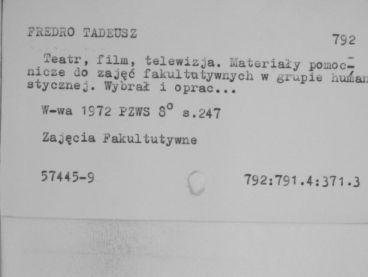 FREDRO TADEUSZ
792
Teatr, film, telewizja. Materiały pomoc-
nicze do zajęć fakultutywnych w grupie human
stycznej. Wybrał i oprac...
W-wa 1972 PZWS 8° s.247
Zajęcia Fakultutywne
57445-9 792:791.4:371.3